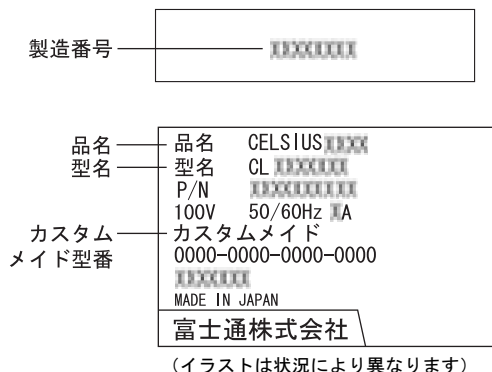 製造番号
品名 品名 CELSIUS
型名 型名 CL
P/N
100V 50/60Hz A
カスタム カスタムメイド
メイド型番 0000-0000-0000-0000
MADE IN JAPAN
富士通株式会社
(イラストは状況により異なります)